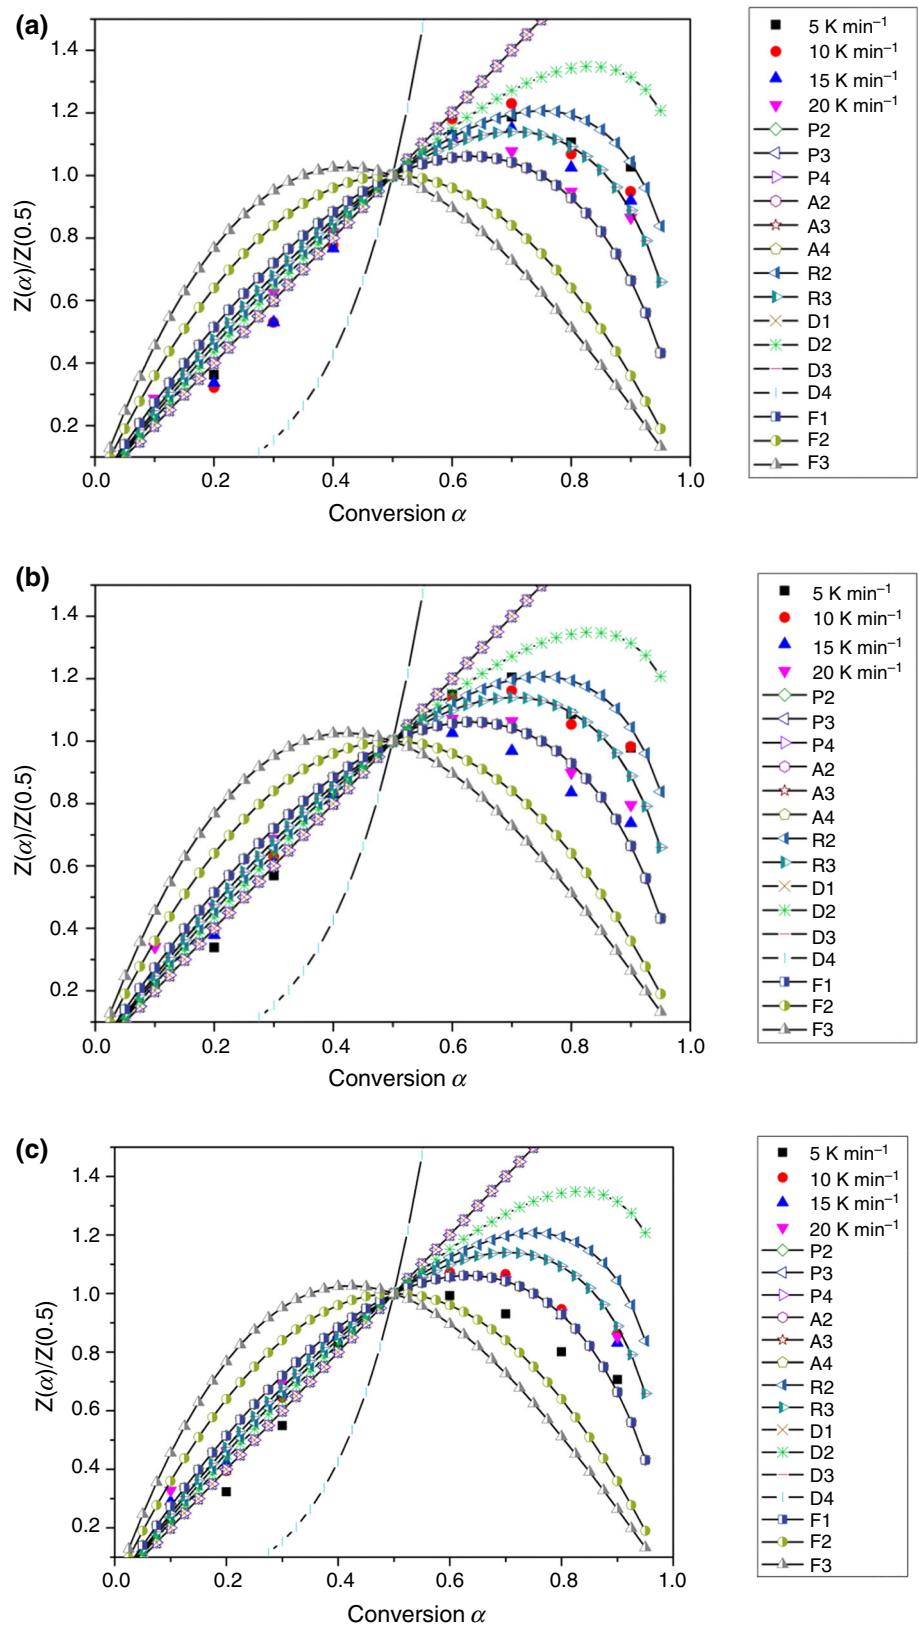 (a)
1.4
1.2
1.0
0.8
0.6
0.4
0.2
0.0 0.2 0.4 0.6 0.8 1.0
Z(α)/Z(0.5)
Conversion α
5 K min⁻¹
10 K min⁻¹
15 K min⁻¹
20 K min⁻¹
P2
P3
P4
A2
A3
A4
R2
R3
D1
D2
D3
D4
F1
F2
F3
(b)
1.4
1.2
1.0
0.8
0.6
0.4
0.2
0.0 0.2 0.4 0.6 0.8 1.0
Z(α)/Z(0.5)
Conversion α
5 K min⁻¹
10 K min⁻¹
15 K min⁻¹
20 K min⁻¹
P2
P3
P4
A2
A3
A4
R2
R3
D1
D2
D3
D4
F1
F2
F3
(c)
1.4
1.2
1.0
0.8
0.6
0.4
0.2
0.0 0.2 0.4 0.6 0.8 1.0
Z(α)/Z(0.5)
Conversion α
5 K min⁻¹
10 K min⁻¹
15 K min⁻¹
20 K min⁻¹
P2
P3
P4
A2
A3
A4
R2
R3
D1
D2
D3
D4
F1
F2
F3